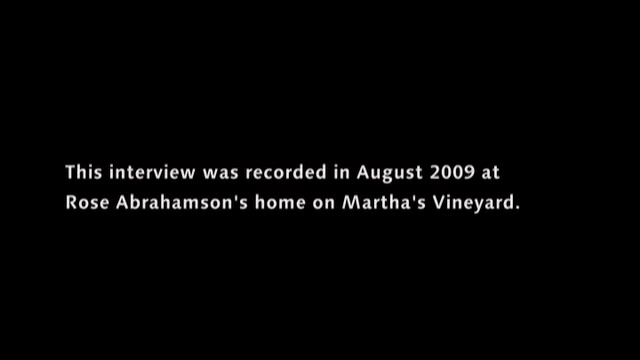 This interview was recorded in August 2009 at
Rose Abrahamson's home on Martha's Vineyard.